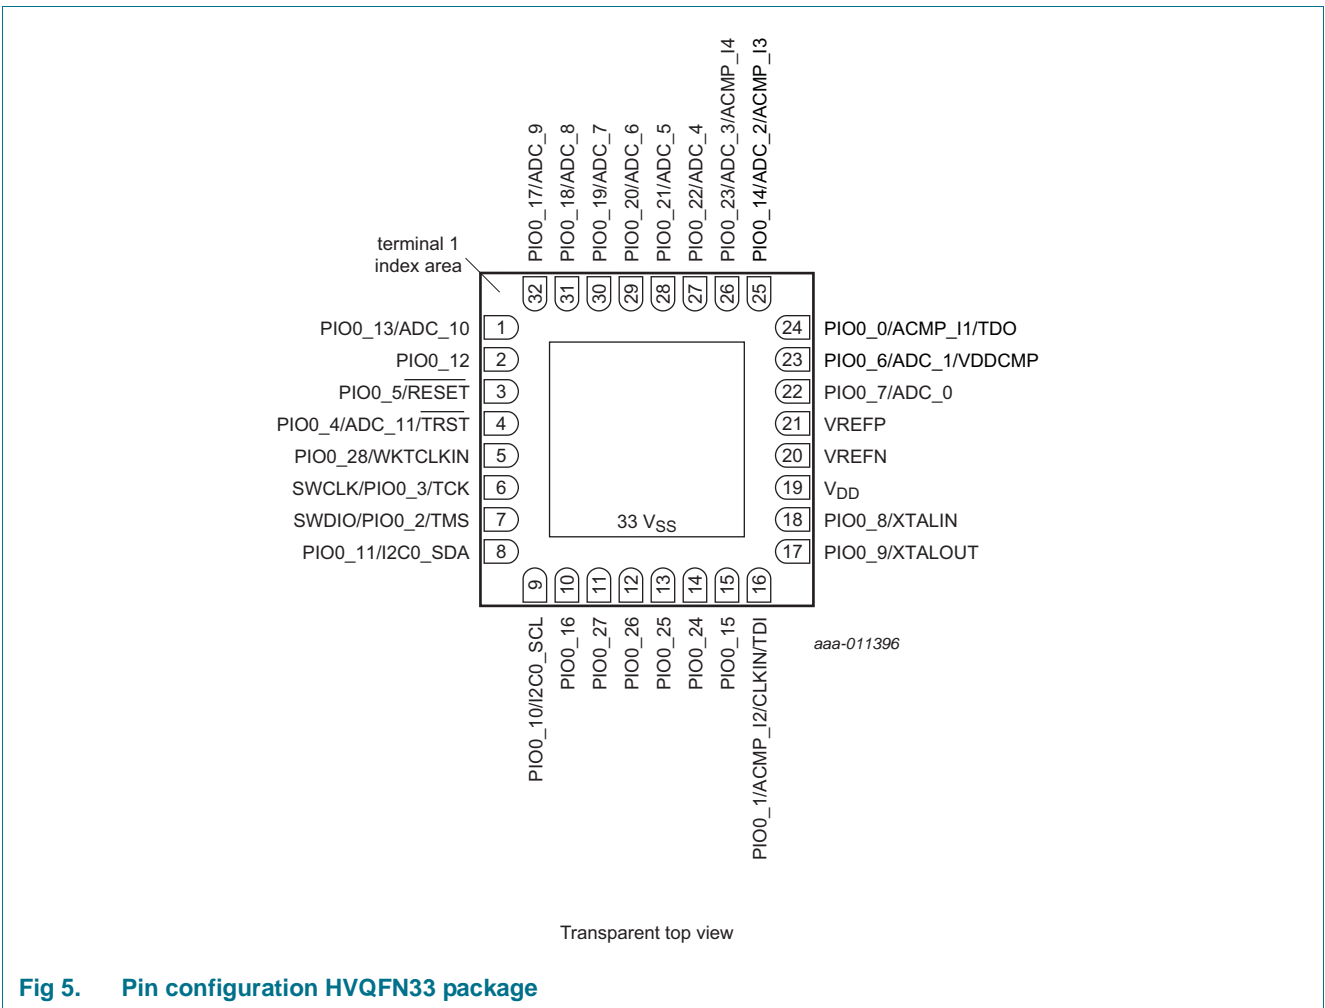 PIO0_17/ADC_9
PIO0_18/ADC_8
PIO0_19/ADC_7
PIO0_20/ADC_6
PIO0_21/ADC_5
PIO0_22/ADC_4
PIO0_23/ADC_3/ACMP_I4
PIO0_14/ADC_2/ACMP_I3
terminal 1
index area
32 31 30 29 28 27 26 25
PIO0_13/ADC_10 1
PIO0_12 2
PIO0_5/RESET 3
PIO0_4/ADC_11/TRST 4
PIO0_28/WKTCLKIN 5
SWCLK/PIO0_3/TCK 6
SWDIO/PIO0_2/TMS 7
PIO0_11/I2C0_SDA 8
24 PIO0_0/ACMP_I1/TDO
23 PIO0_6/ADC_1/VDDCMP
22 PIO0_7/ADC_0
21 VREFP
20 VREFN
19 VDD
18 PIO0_8/XTALIN
17 PIO0_9/XTALOUT
33 VSS
9 10 11 12 13 14 15 16
PIO0_10/I2C0_SCL
PIO0_16
PIO0_27
PIO0_26
PIO0_25
PIO0_24
PIO0_15
PIO0_1/ACMP_I2/CLKIN/TDI
aaa-011396
Transparent top view
Fig 5. Pin configuration HVQFN33 package